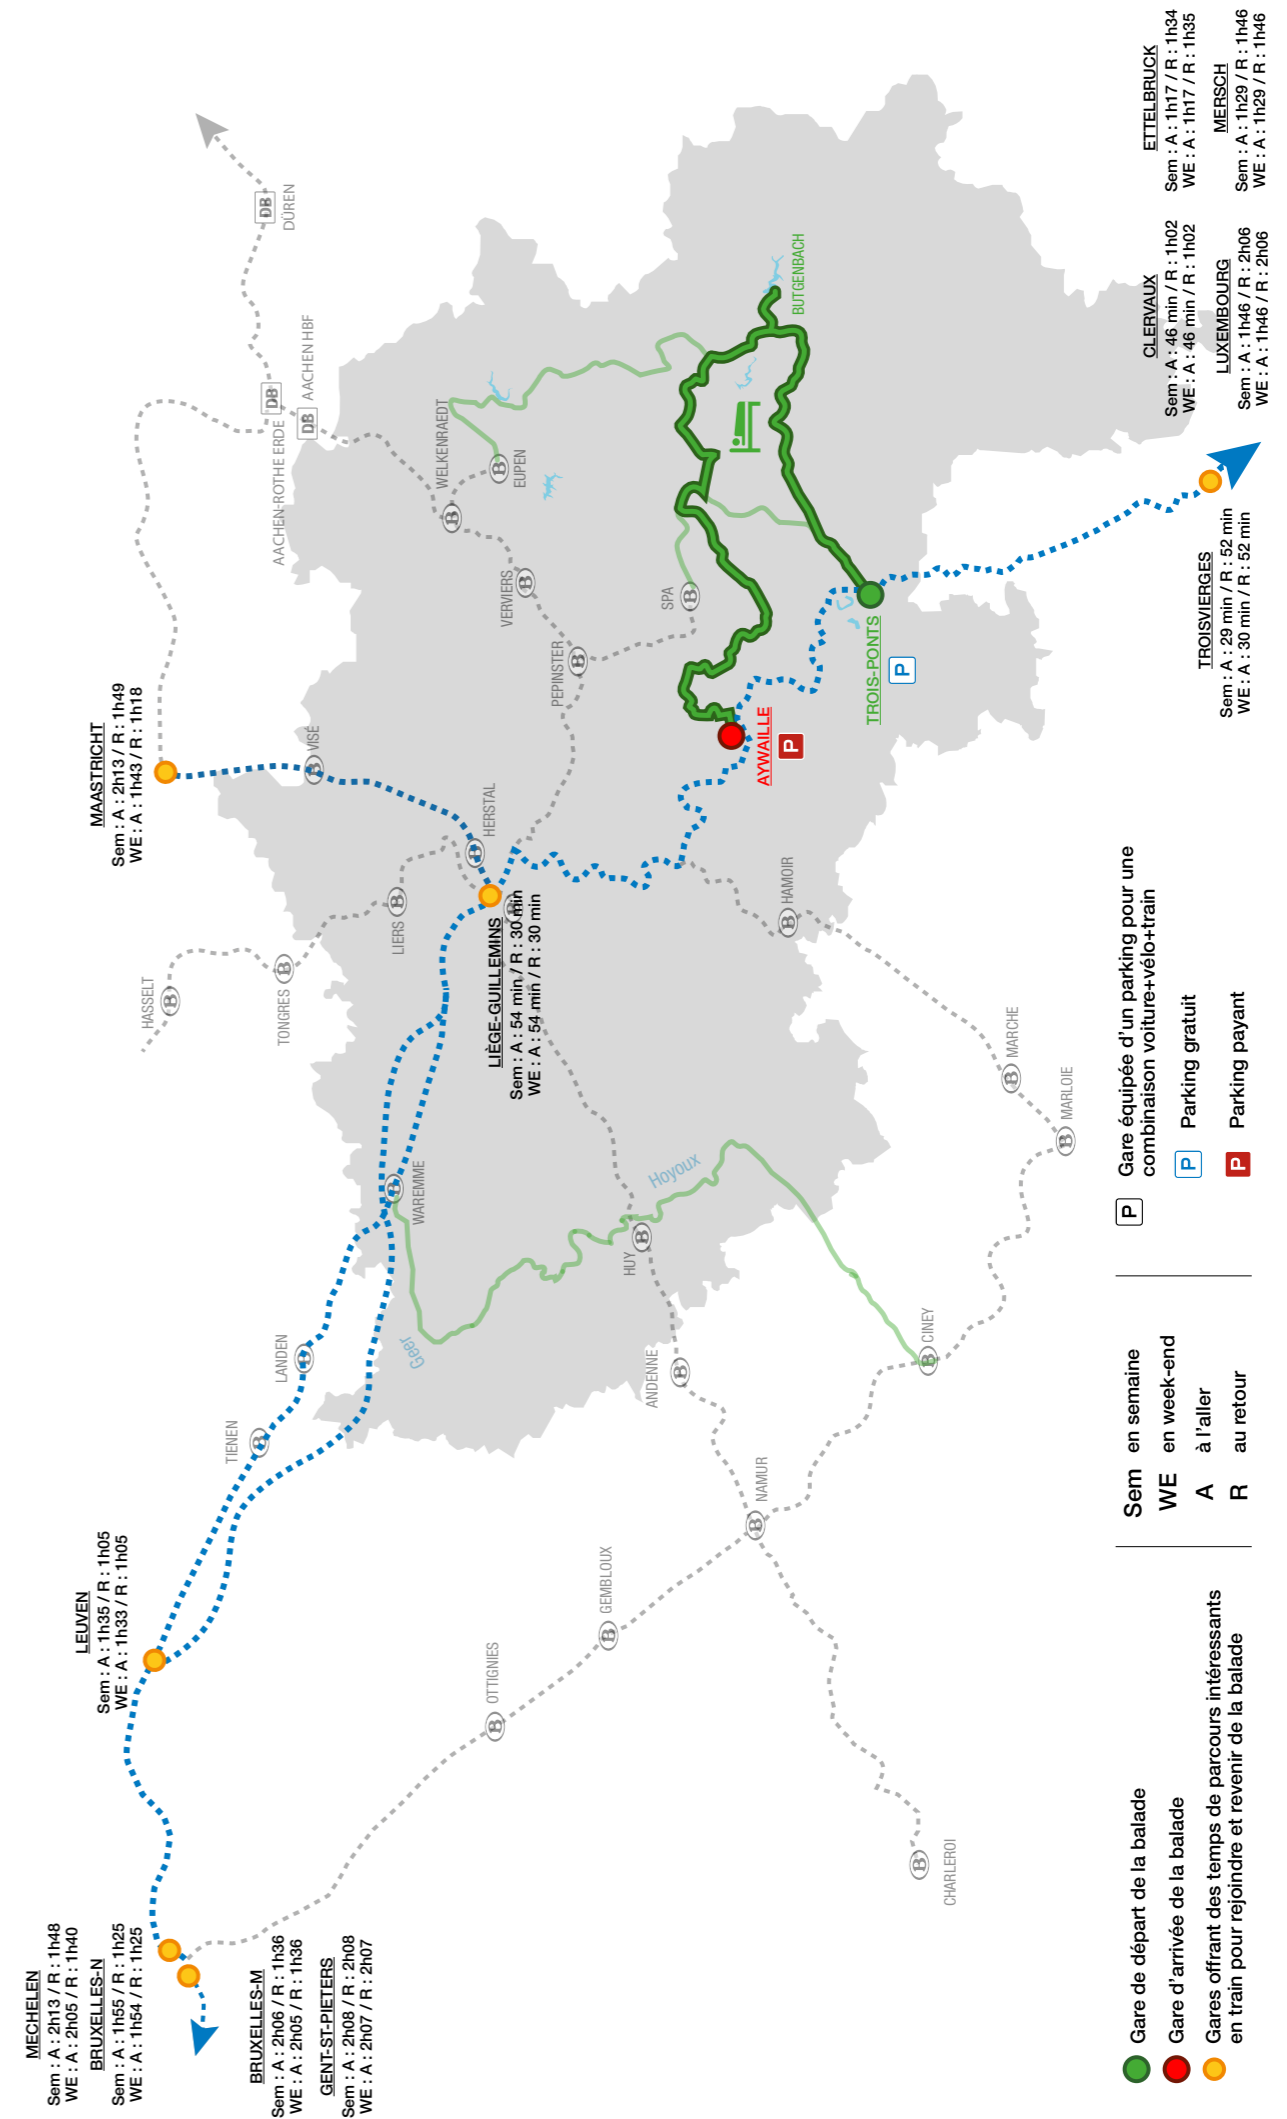 MECHELEN
Sem : A : 2h13 / R : 1h48
WE : A : 2h05 / R : 1h40
BRUXELLES-N
Sem : A : 1h55 / R : 1h25
WE : A : 1h54 / R : 1h25
BRUXELLES-M
Sem : A : 2h06 / R : 1h36
WE : A : 2h05 / R : 1h36
GENT-ST-PIETERS
Sem : A : 2h08 / R : 2h08
WE : A : 2h07 / R : 2h07
LEUVEN
Sem : A : 1h35 / R : 1h05
WE : A : 1h33 / R : 1h05
TIENEN
B
LANDEN
B
WAREMME
B
Geer
HASSELT
B
TONGRES
B
LIERS
B
MAASTRICHT
Sem : A : 2h13 / R : 1h49
WE : A : 1h43 / R : 1h18
VISÉ
B
HERSTAL
B
LIÈGE-GUILLEMINS
B
Sem : A : 54 min / R : 30 min
WE : A : 54 min / R : 30 min
AACHEN-ROTHE ERDE
DB
AACHEN HBF
DB
DÜREN
DB
WELKENRAEDT
B
EUPEN
B
VERVIERS
B
PEPINSTER
B
SPA
B
BUTGENBACH
AYWAILLE
P
TROIS-PONTS
P
HAMOIR
B
MARCHE
B
MARLOIE
B
HUY
B
Hoyoux
ANDENNE
B
CINEY
B
NAMUR
B
GEMBLOUX
B
OTTIGNIES
B
CHARLEROI
B
TROISVIERGES
Sem : A : 29 min / R : 52 min
WE : A : 30 min / R : 52 min
CLERVAUX
Sem : A : 46 min / R : 1h02
WE : A : 46 min / R : 1h02
LUXEMBOURG
Sem : A : 1h46 / R : 2h06
WE : A : 1h46 / R : 2h06
ETTELBRUCK
Sem : A : 1h17 / R : 1h34
WE : A : 1h17 / R : 1h35
MERSCH
Sem : A : 1h29 / R : 1h46
WE : A : 1h29 / R : 1h46
Gare de départ de la balade
Gare d'arrivée de la balade
Gares offrant des temps de parcours intéressants
en train pour rejoindre et revenir de la balade
Sem en semaine
WE en week-end
A à l'aller
R au retour
P Gare équipée d'un parking pour une
combinaison voiture+vélo+train
P Parking gratuit
P Parking payant